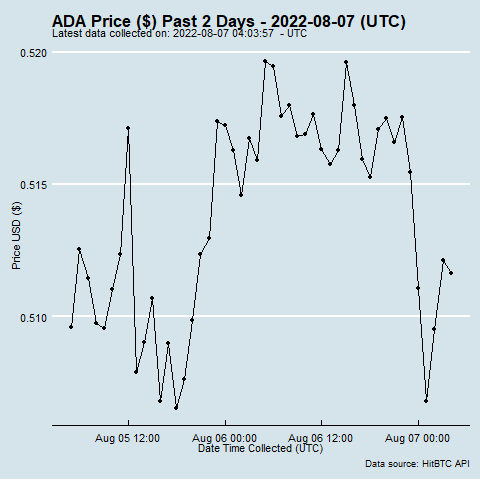 ADA Price ($) Past 2 Days - 2022-08-07 (UTC)
Latest data collected on: 2022-08-07 04:03:57 - UTC
0.520
0.515
0.510
Price USD ($)
Aug 05 12:00 Aug 06 00:00 Aug 06 12:00 Aug 07 00:00
Date Time Collected (UTC)
Data source: HitBTC API